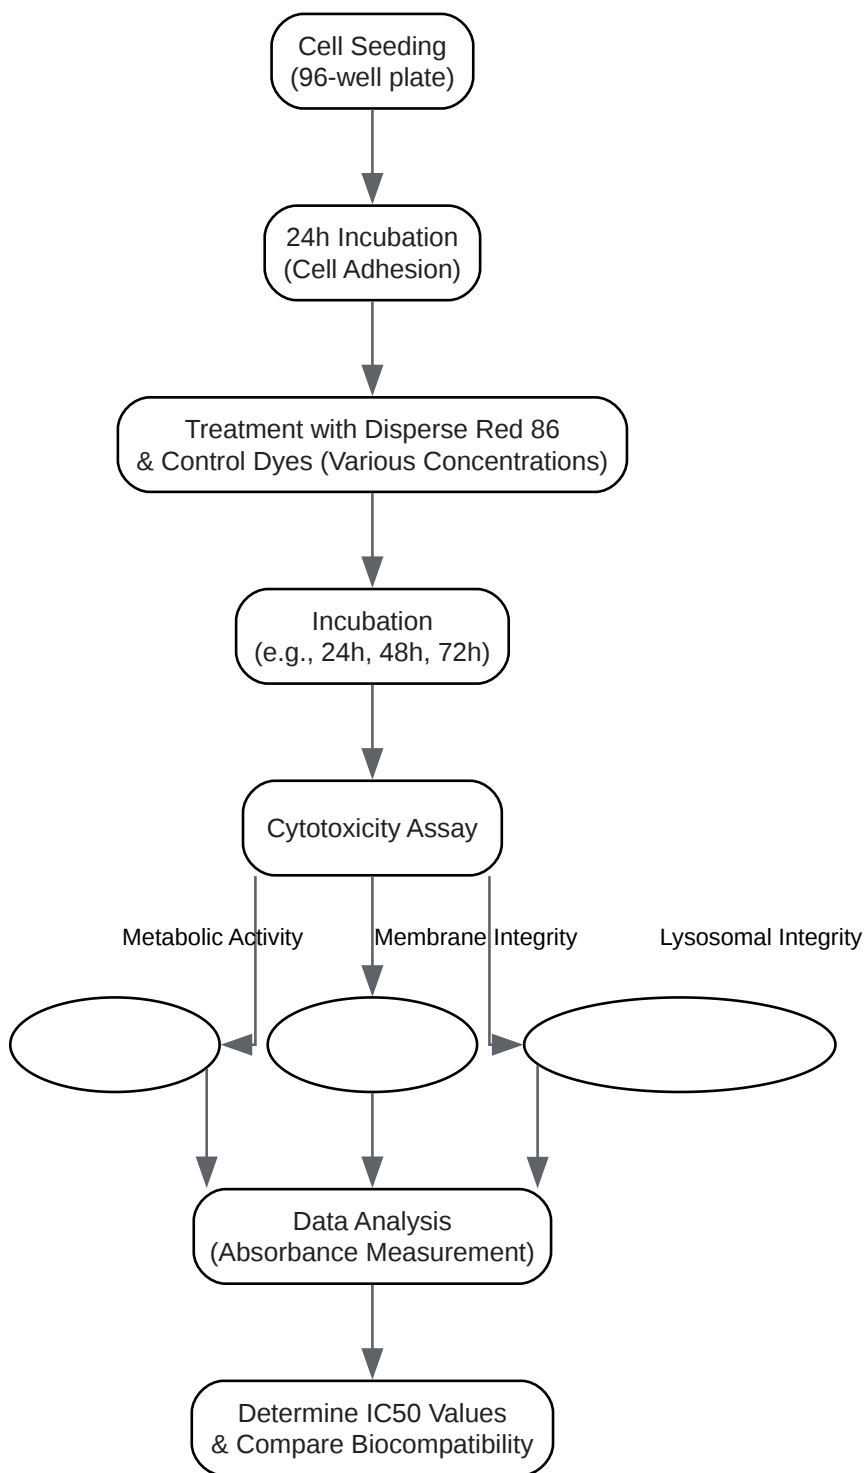 Cell Seeding
(96-well plate)
24h Incubation
(Cell Adhesion)
Treatment with Disperse Red 86
& Control Dyes (Various Concentrations)
Incubation
(e.g., 24h, 48h, 72h)
Cytotoxicity Assay
Metabolic Activity
Membrane Integrity
Lysosomal Integrity
Data Analysis
(Absorbance Measurement)
Determine IC50 Values
& Compare Biocompatibility